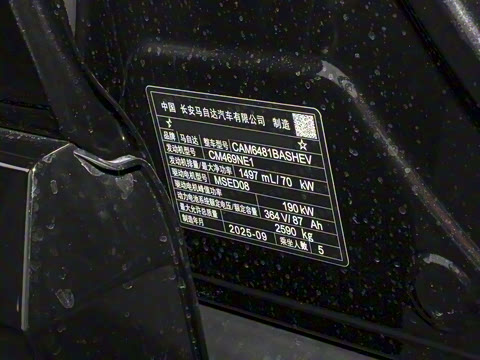 中国 长安马自达汽车有限公司 制造
品牌 马自达 整车型号 CAM6481BASHEV
发动机型号 CM469NE1
发动机排量/最大净功率 1497 mL/70 kW
驱动电机型号 MSED08
驱动电机峰值功率 190 kW
动力电池系统额定电压/额定容量 364 V/87 Ah
最大允许总质量 2590 kg
制造年月 2025-09 乘坐人数 5